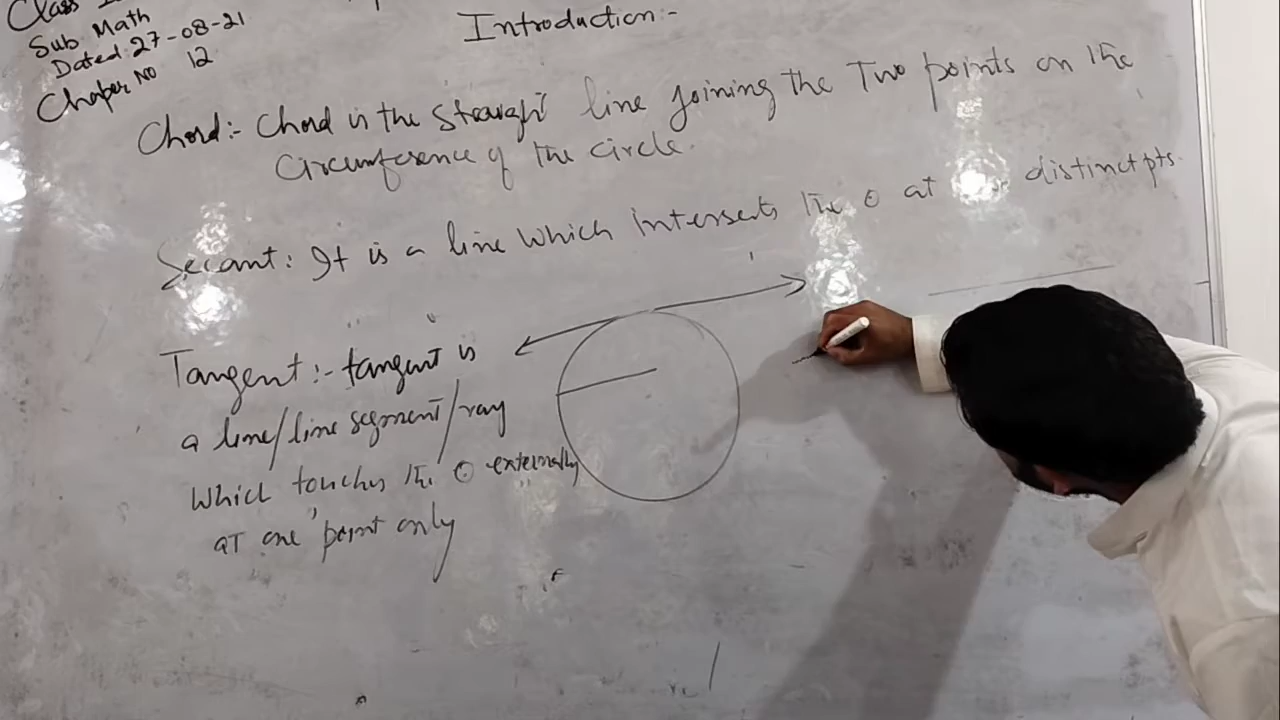 Class
Sub Math
Dated 27-08-21
Chapter No 12
Introduction:-
Chord:- Chord is the straight line joining the Two points on the
Circumference of the circle.
Secant: It is a line which intersects the ⊙ at distinct pts.
Tangent:- tangent is
a line/line segment/ray
which touches the ⊙ externally
at one point only